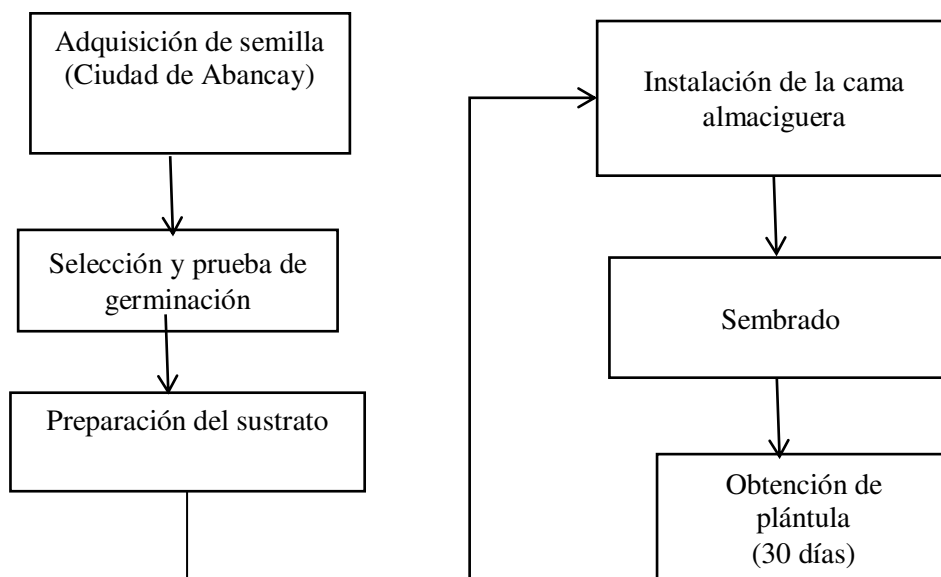 Adquisición de semilla
(Ciudad de Abancay)
Selección y prueba de
germinación
Preparación del sustrato
Instalación de la cama
almaciguera
Sembrado
Obtención de
plántula
(30 días)